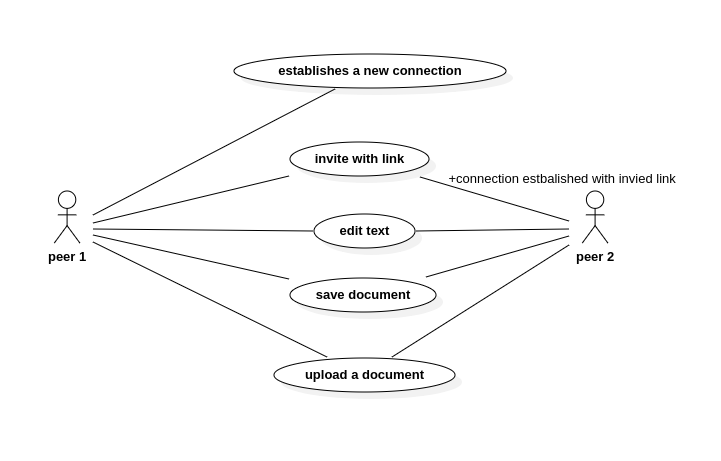 establishes a new connection
invite with link
+connection estbalished with invied link
edit text
peer 1
peer 2
save document
upload a document